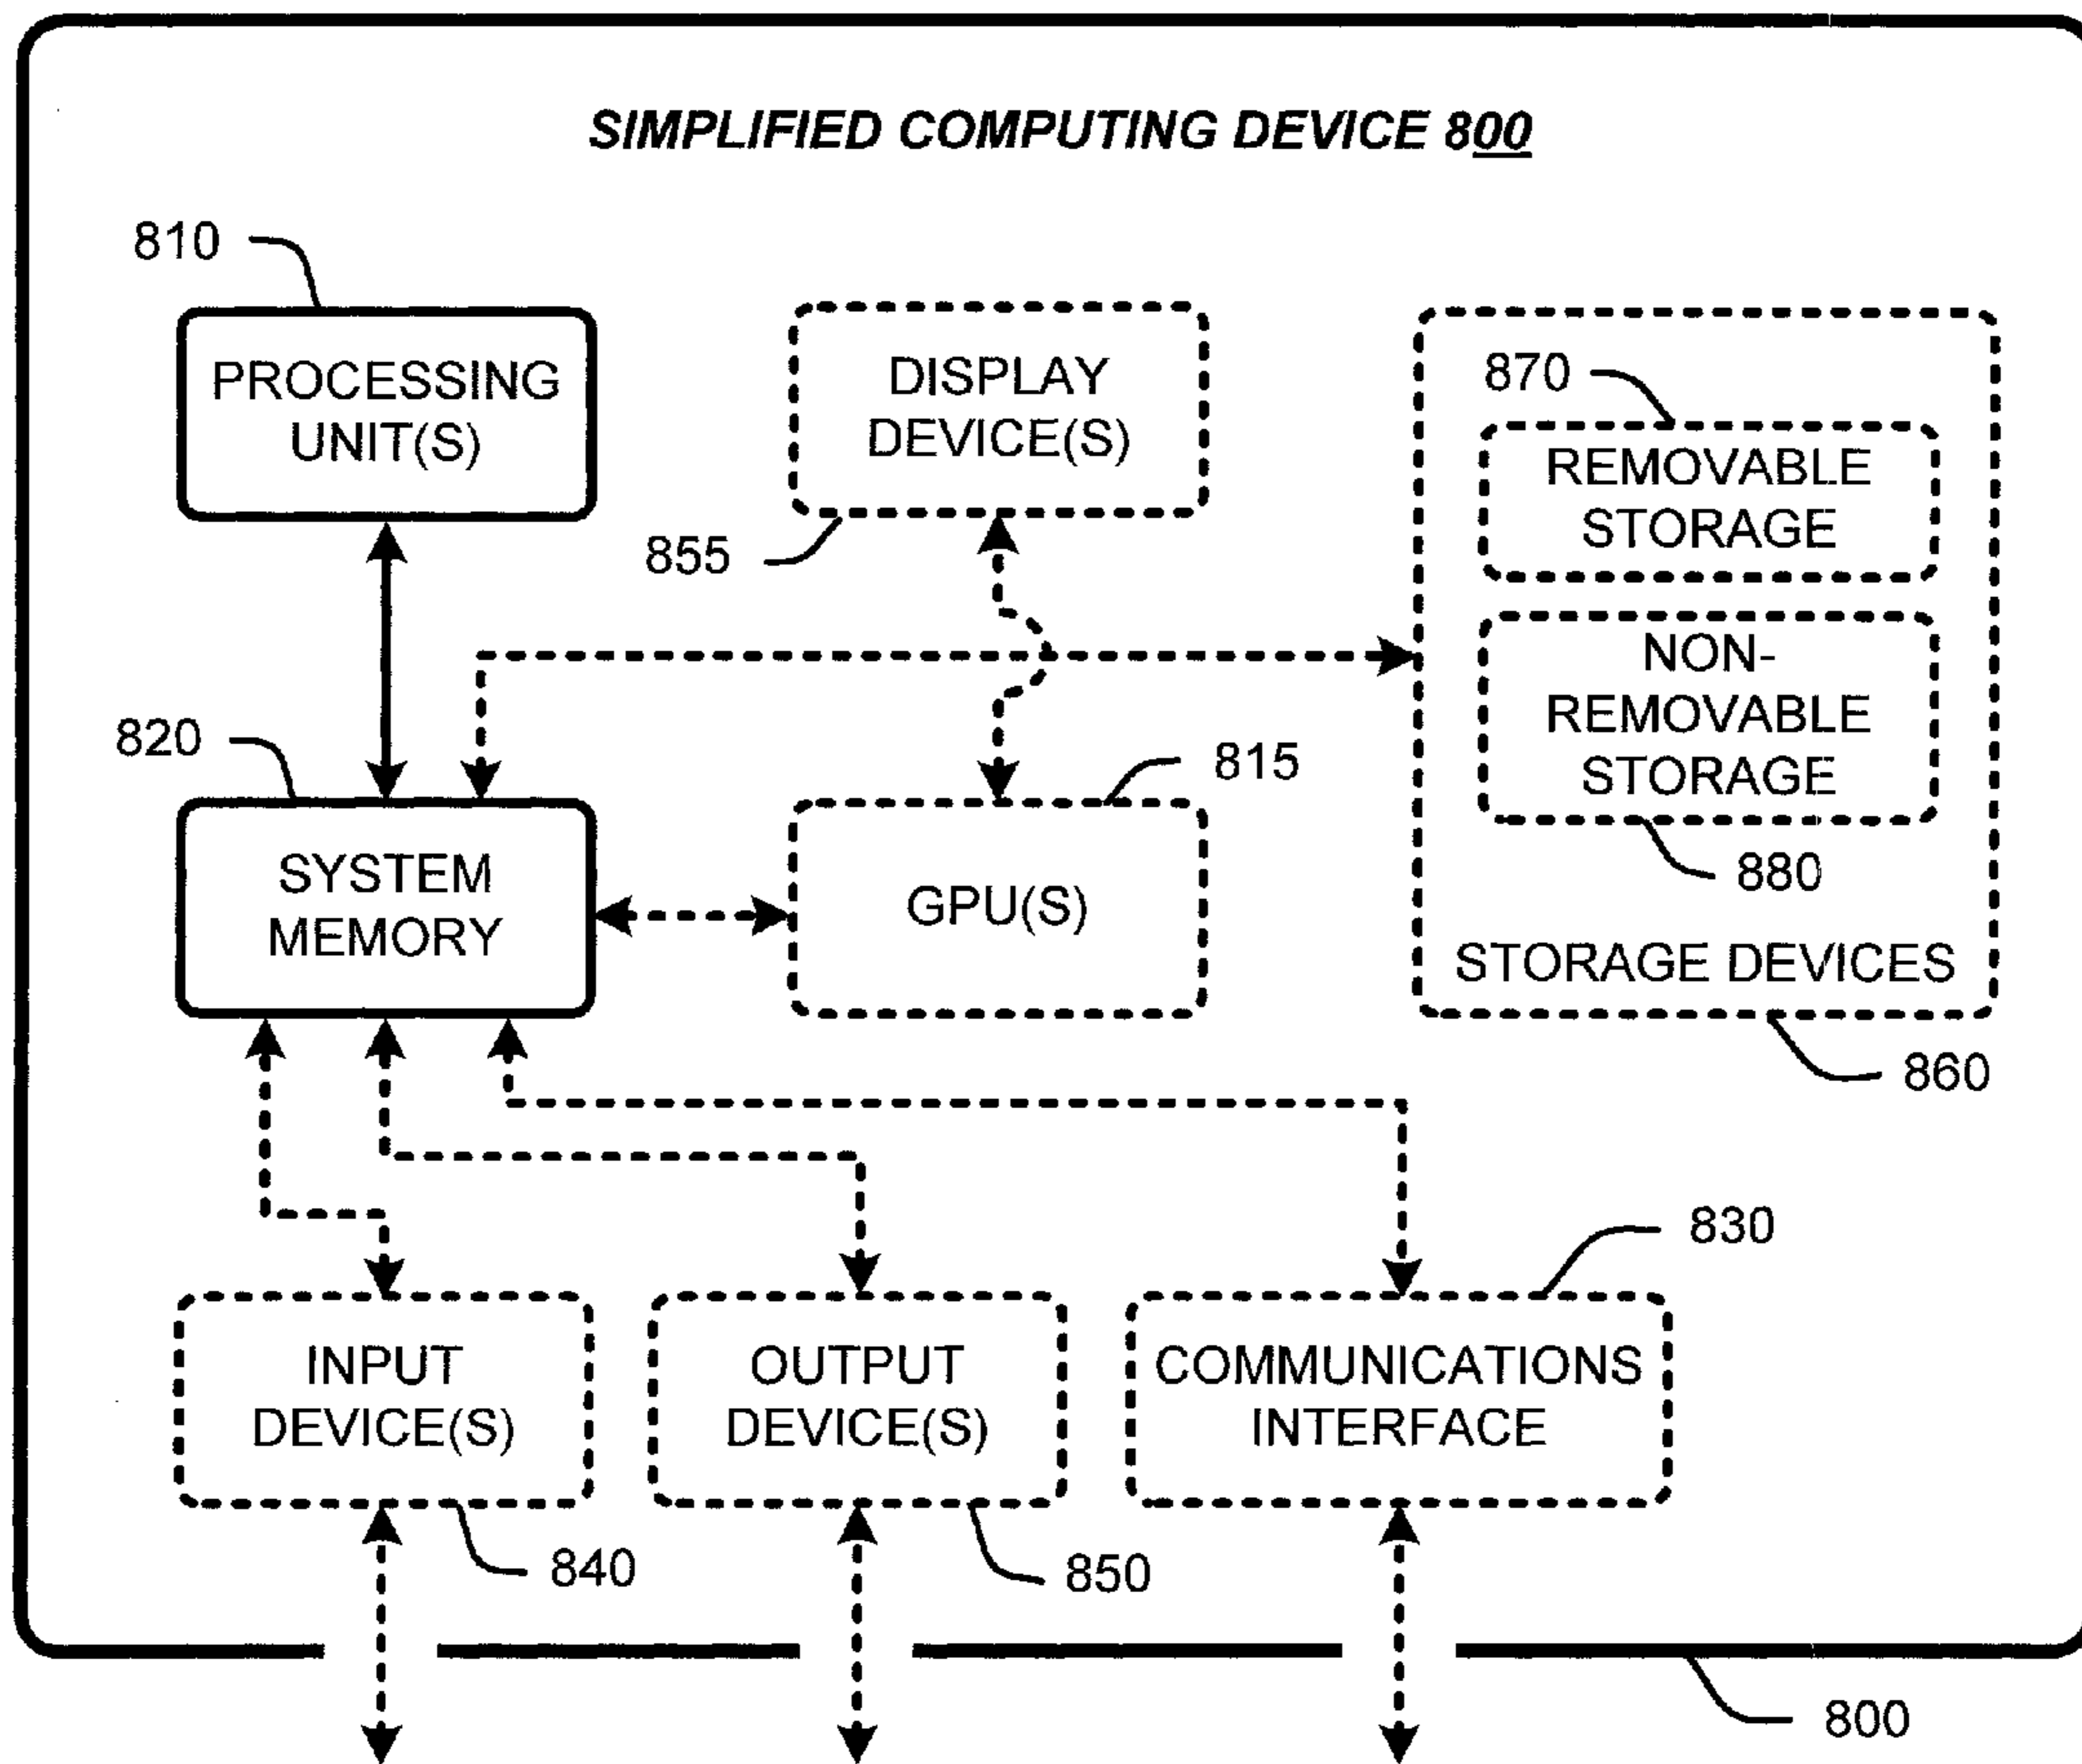 SIMPLIFIED COMPUTING DEVICE 800
810
PROCESSING
UNIT(S)
DISPLAY
DEVICE(S)
855
870
REMOVABLE
STORAGE
NON-
REMOVABLE
STORAGE
880
STORAGE DEVICES
860
820
SYSTEM
MEMORY
815
GPU(S)
830
INPUT
DEVICE(S)
840
OUTPUT
DEVICE(S)
850
COMMUNICATIONS
INTERFACE
800